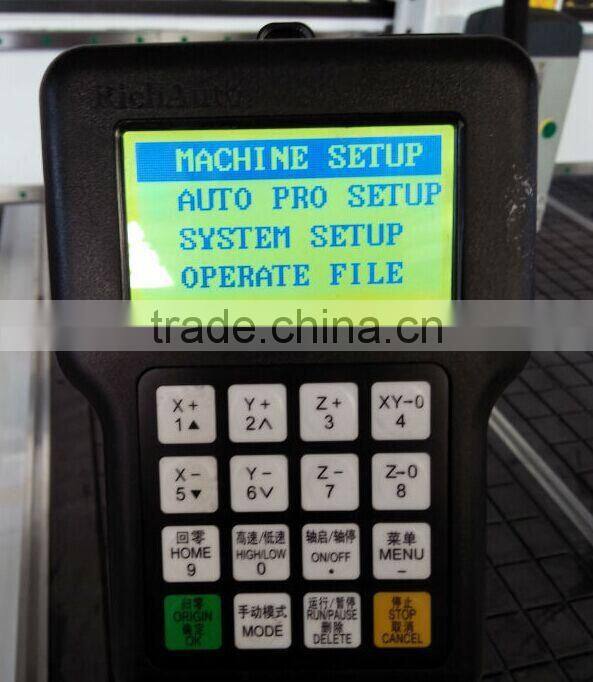 RichAuto
MACHINE SETUP
AUTO PRO SETUP
SYSTEM SETUP
OPERATE FILE
trade.china.cn
X+
1▲
Y+
2∧
Z+
3
XY→0
4
X-
5▼
Y-
6∨
Z-
7
Z→0
8
回零
HOME
9
高速/低速
HIGH/LOW
0
轴启/轴停
ON/OFF
•
菜单
MENU
–
归零
ORIGIN
确定
OK
手动模式
MODE
运行/暂停
RUN/PAUSE
删除
DELETE
停止
STOP
取消
CANCEL